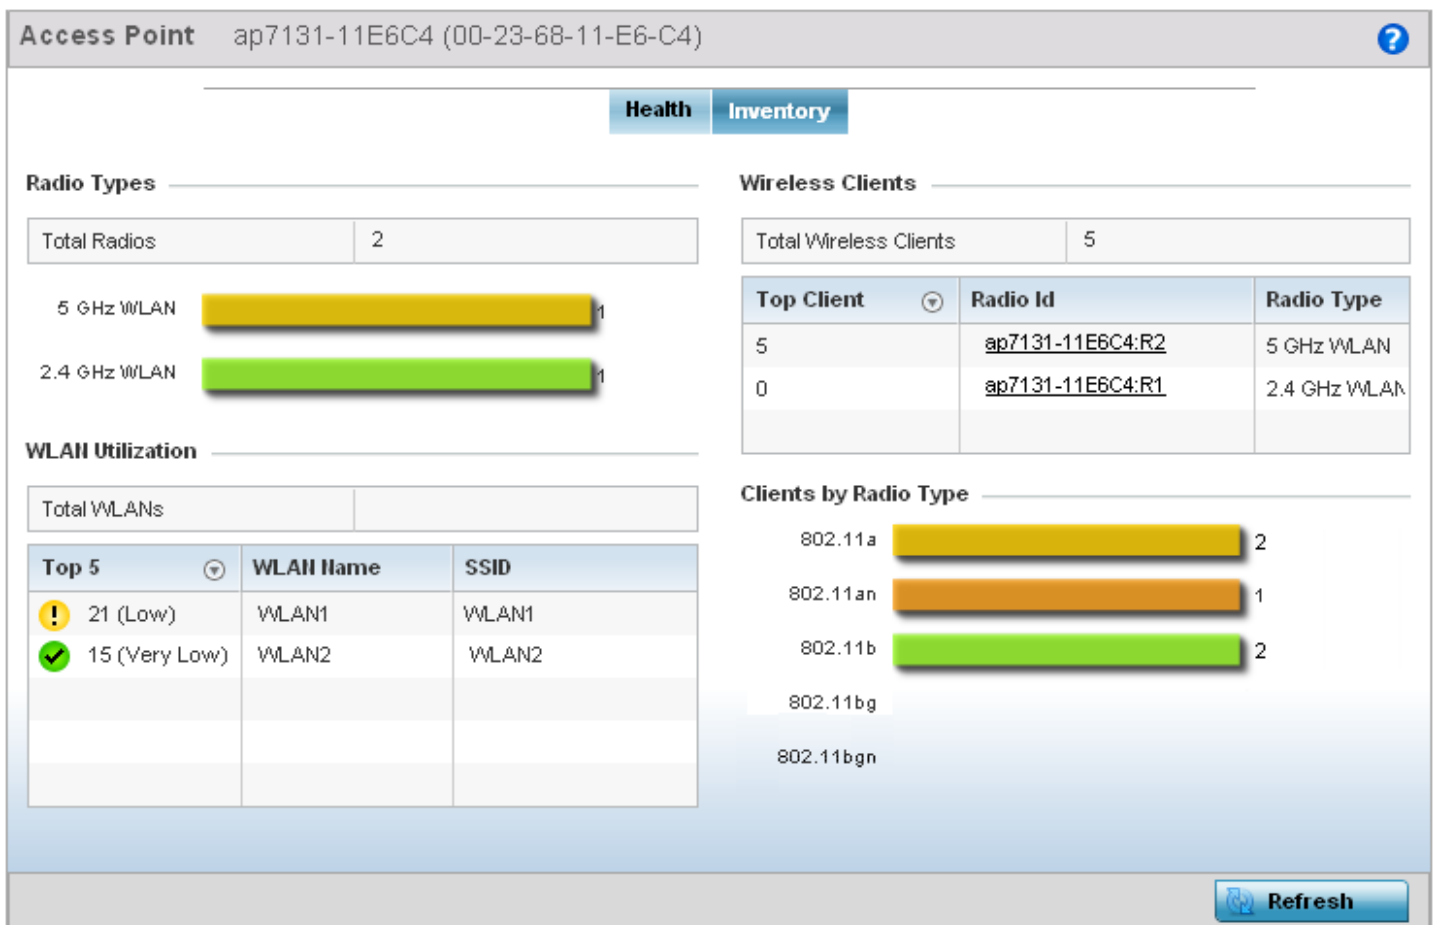 Access Point ap7131-11E6C4 (00-23-68-11-E6-C4)
?
Health Inventory
Radio Types
Total Radios 2
5 GHz WLAN 1
2.4 GHz WLAN 1
WLAN Utilization
Total WLANs
Top 5 WLAN Name SSID
21 (Low) WLAN1 WLAN1
15 (Very Low) WLAN2 WLAN2
Wireless Clients
Total Wireless Clients 5
Top Client Radio Id Radio Type
5 ap7131-11E6C4:R2 5 GHz WLAN
0 ap7131-11E6C4:R1 2.4 GHz WLAN
Clients by Radio Type
802.11a 2
802.11an 1
802.11b 2
802.11bg
802.11bgn
Refresh